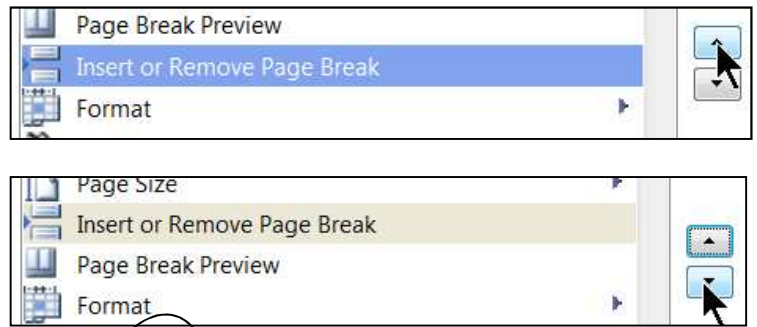 Page Break Preview
Insert or Remove Page Break
Format
Page Size
Insert or Remove Page Break
Page Break Preview
Format